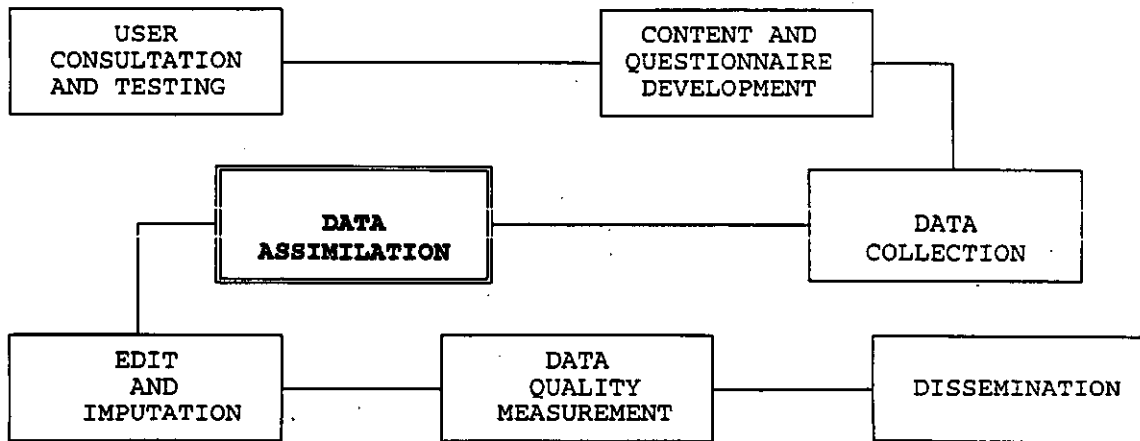 USER
CONSULTATION
AND TESTING
CONTENT AND
QUESTIONNAIRE
DEVELOPMENT
DATA
ASSIMILATION
DATA
COLLECTION
EDIT
AND
IMPUTATION
DATA
QUALITY
MEASUREMENT
DISSEMINATION